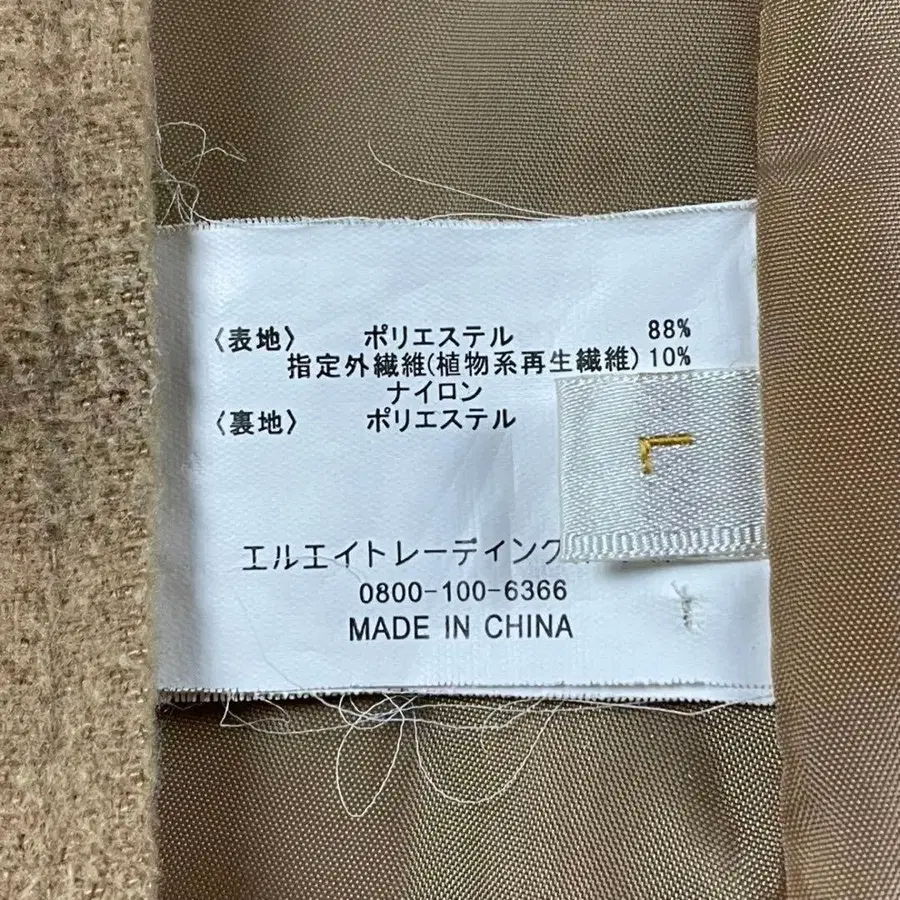 〈表地〉 ポリエステル 88%
指定外繊維(植物系再生繊維) 10%
ナイロン
〈裏地〉 ポリエステル
L
エルエイトレーディング
0800-100-6366
MADE IN CHINA